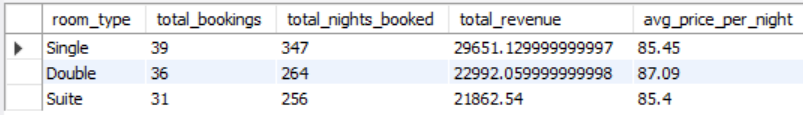 room_type total_bookings total_nights_booked total_revenue avg_price_per_night
Single 39 347 29651.129999999997 85.45
Double 36 264 22992.059999999998 87.09
Suite 31 256 21862.54 85.4